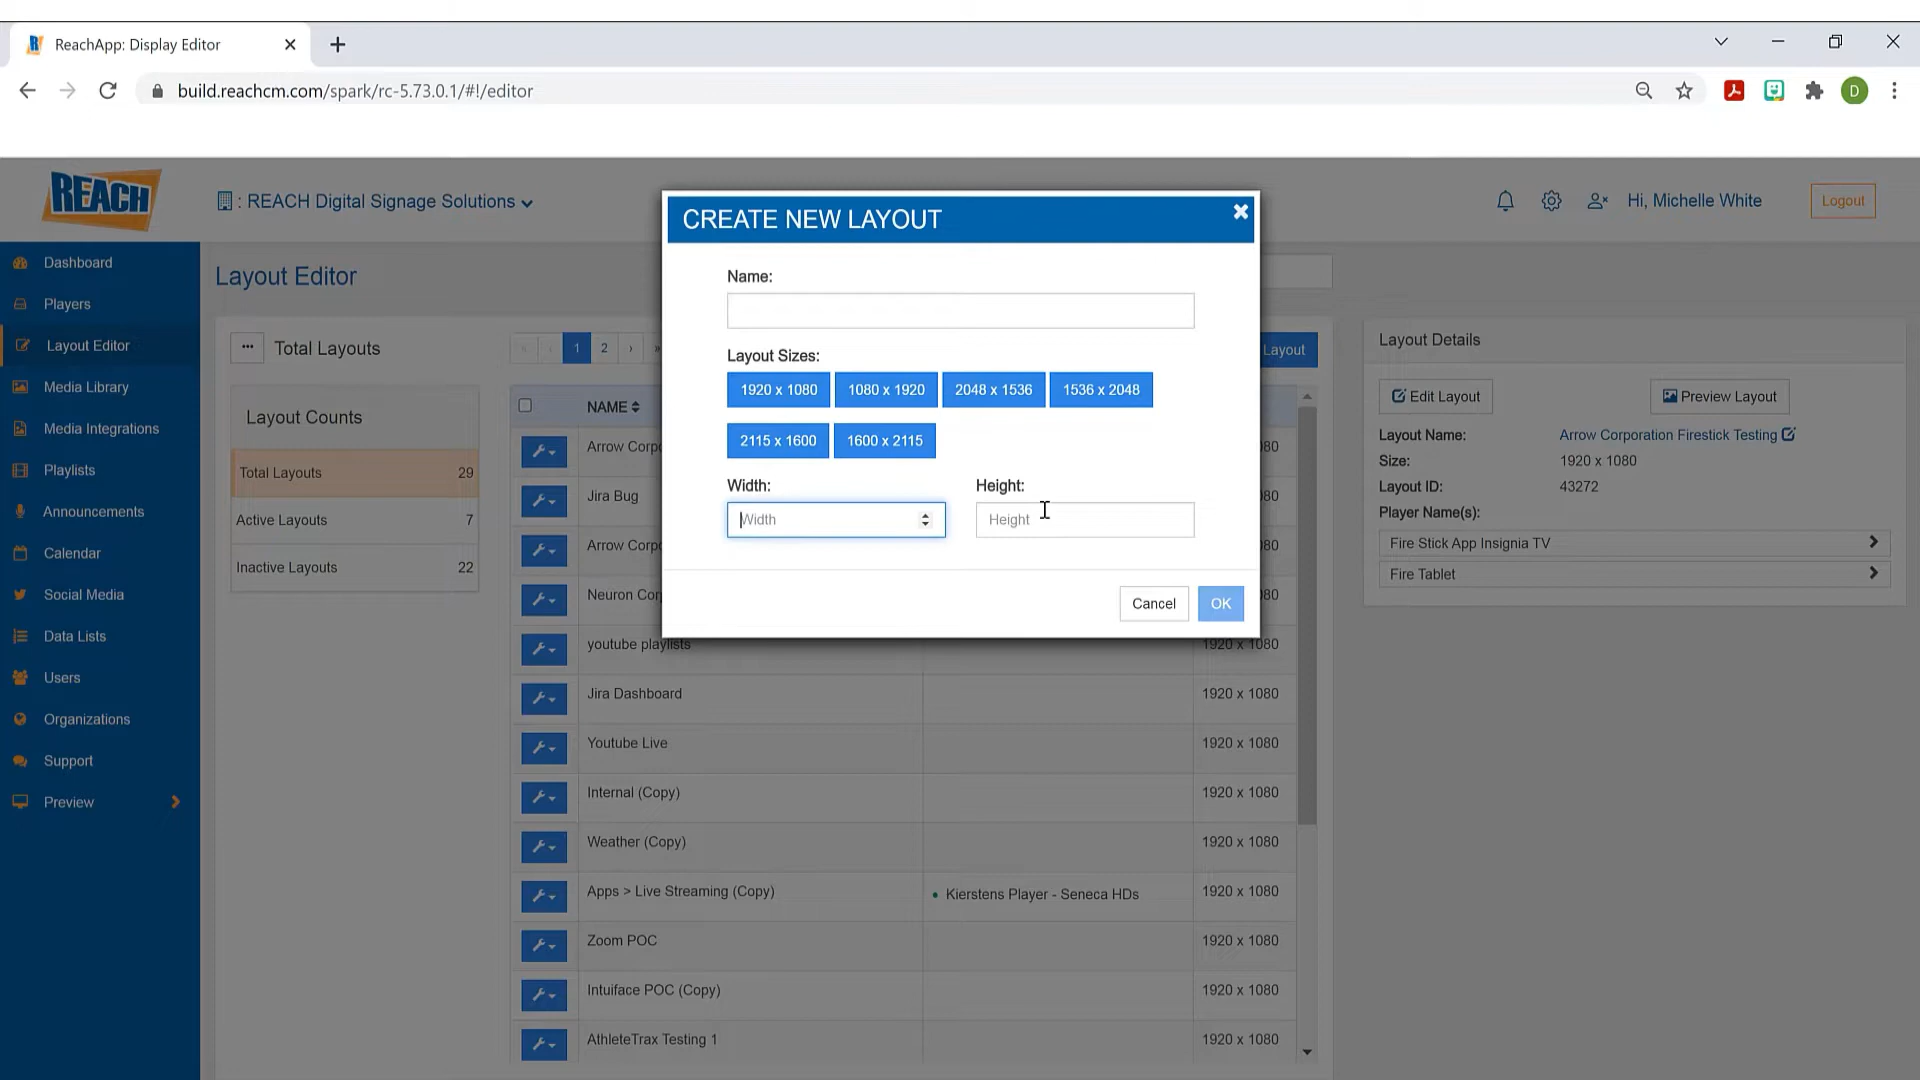 ReachApp: Display Editor
build.reachcm.com/spark/rc-5.73.0.1/#!/editor
D
REACH
: REACH Digital Signage Solutions
Hi, Michelle White
Logout
Dashboard
Players
Layout Editor
Media Library
Media Integrations
Playlists
Announcements
Calendar
Social Media
Data Lists
Users
Organizations
Support
Preview
Layout Editor
Total Layouts
1 2
Layout
Layout Counts
Total Layouts 29
Active Layouts 7
Inactive Layouts 22
NAME
Arrow Corpo 80
Jira Bug 80
Arrow Corpo 80
Neuron Cor 80
youtube playlists 1920 x 1080
Jira Dashboard 1920 x 1080
Youtube Live 1920 x 1080
Internal (Copy) 1920 x 1080
Weather (Copy) 1920 x 1080
Apps > Live Streaming (Copy) • Kierstens Player - Seneca HDs 1920 x 1080
Zoom POC 1920 x 1080
Intuiface POC (Copy) 1920 x 1080
AthleteTrax Testing 1 1920 x 1080
CREATE NEW LAYOUT
Name:
Layout Sizes:
1920 x 1080 1080 x 1920 2048 x 1536 1536 x 2048
2115 x 1600 1600 x 2115
Width: Height:
Width Height
Cancel OK
Layout Details
Edit Layout Preview Layout
Layout Name: Arrow Corporation Firestick Testing
Size: 1920 x 1080
Layout ID: 43272
Player Name(s):
Fire Stick App Insignia TV
Fire Tablet